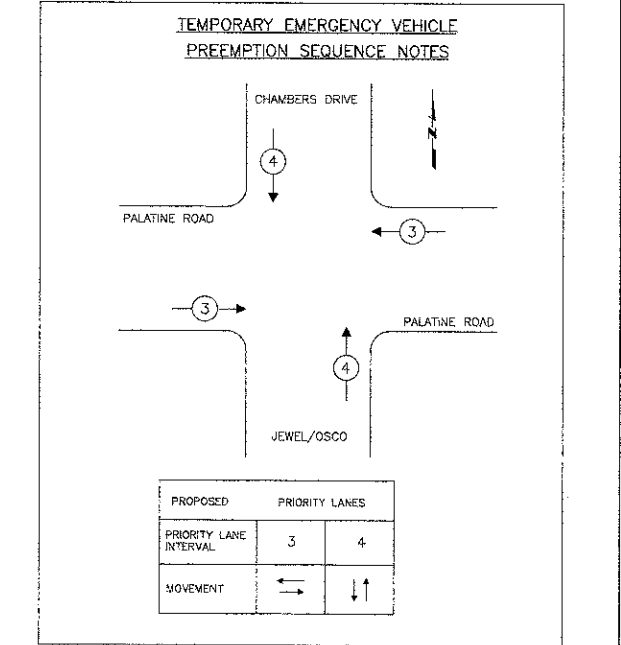 TEMPORARY EMERGENCY VEHICLE
PREEMPTION SEQUENCE NOTES
CHAMBERS DRIVE
N
4
PALATINE ROAD
3
3
PALATINE ROAD
4
JEWEL/OSCO
PROPOSED PRIORITY LANES
PRIORITY LANE INTERVAL 3 4
MOVEMENT